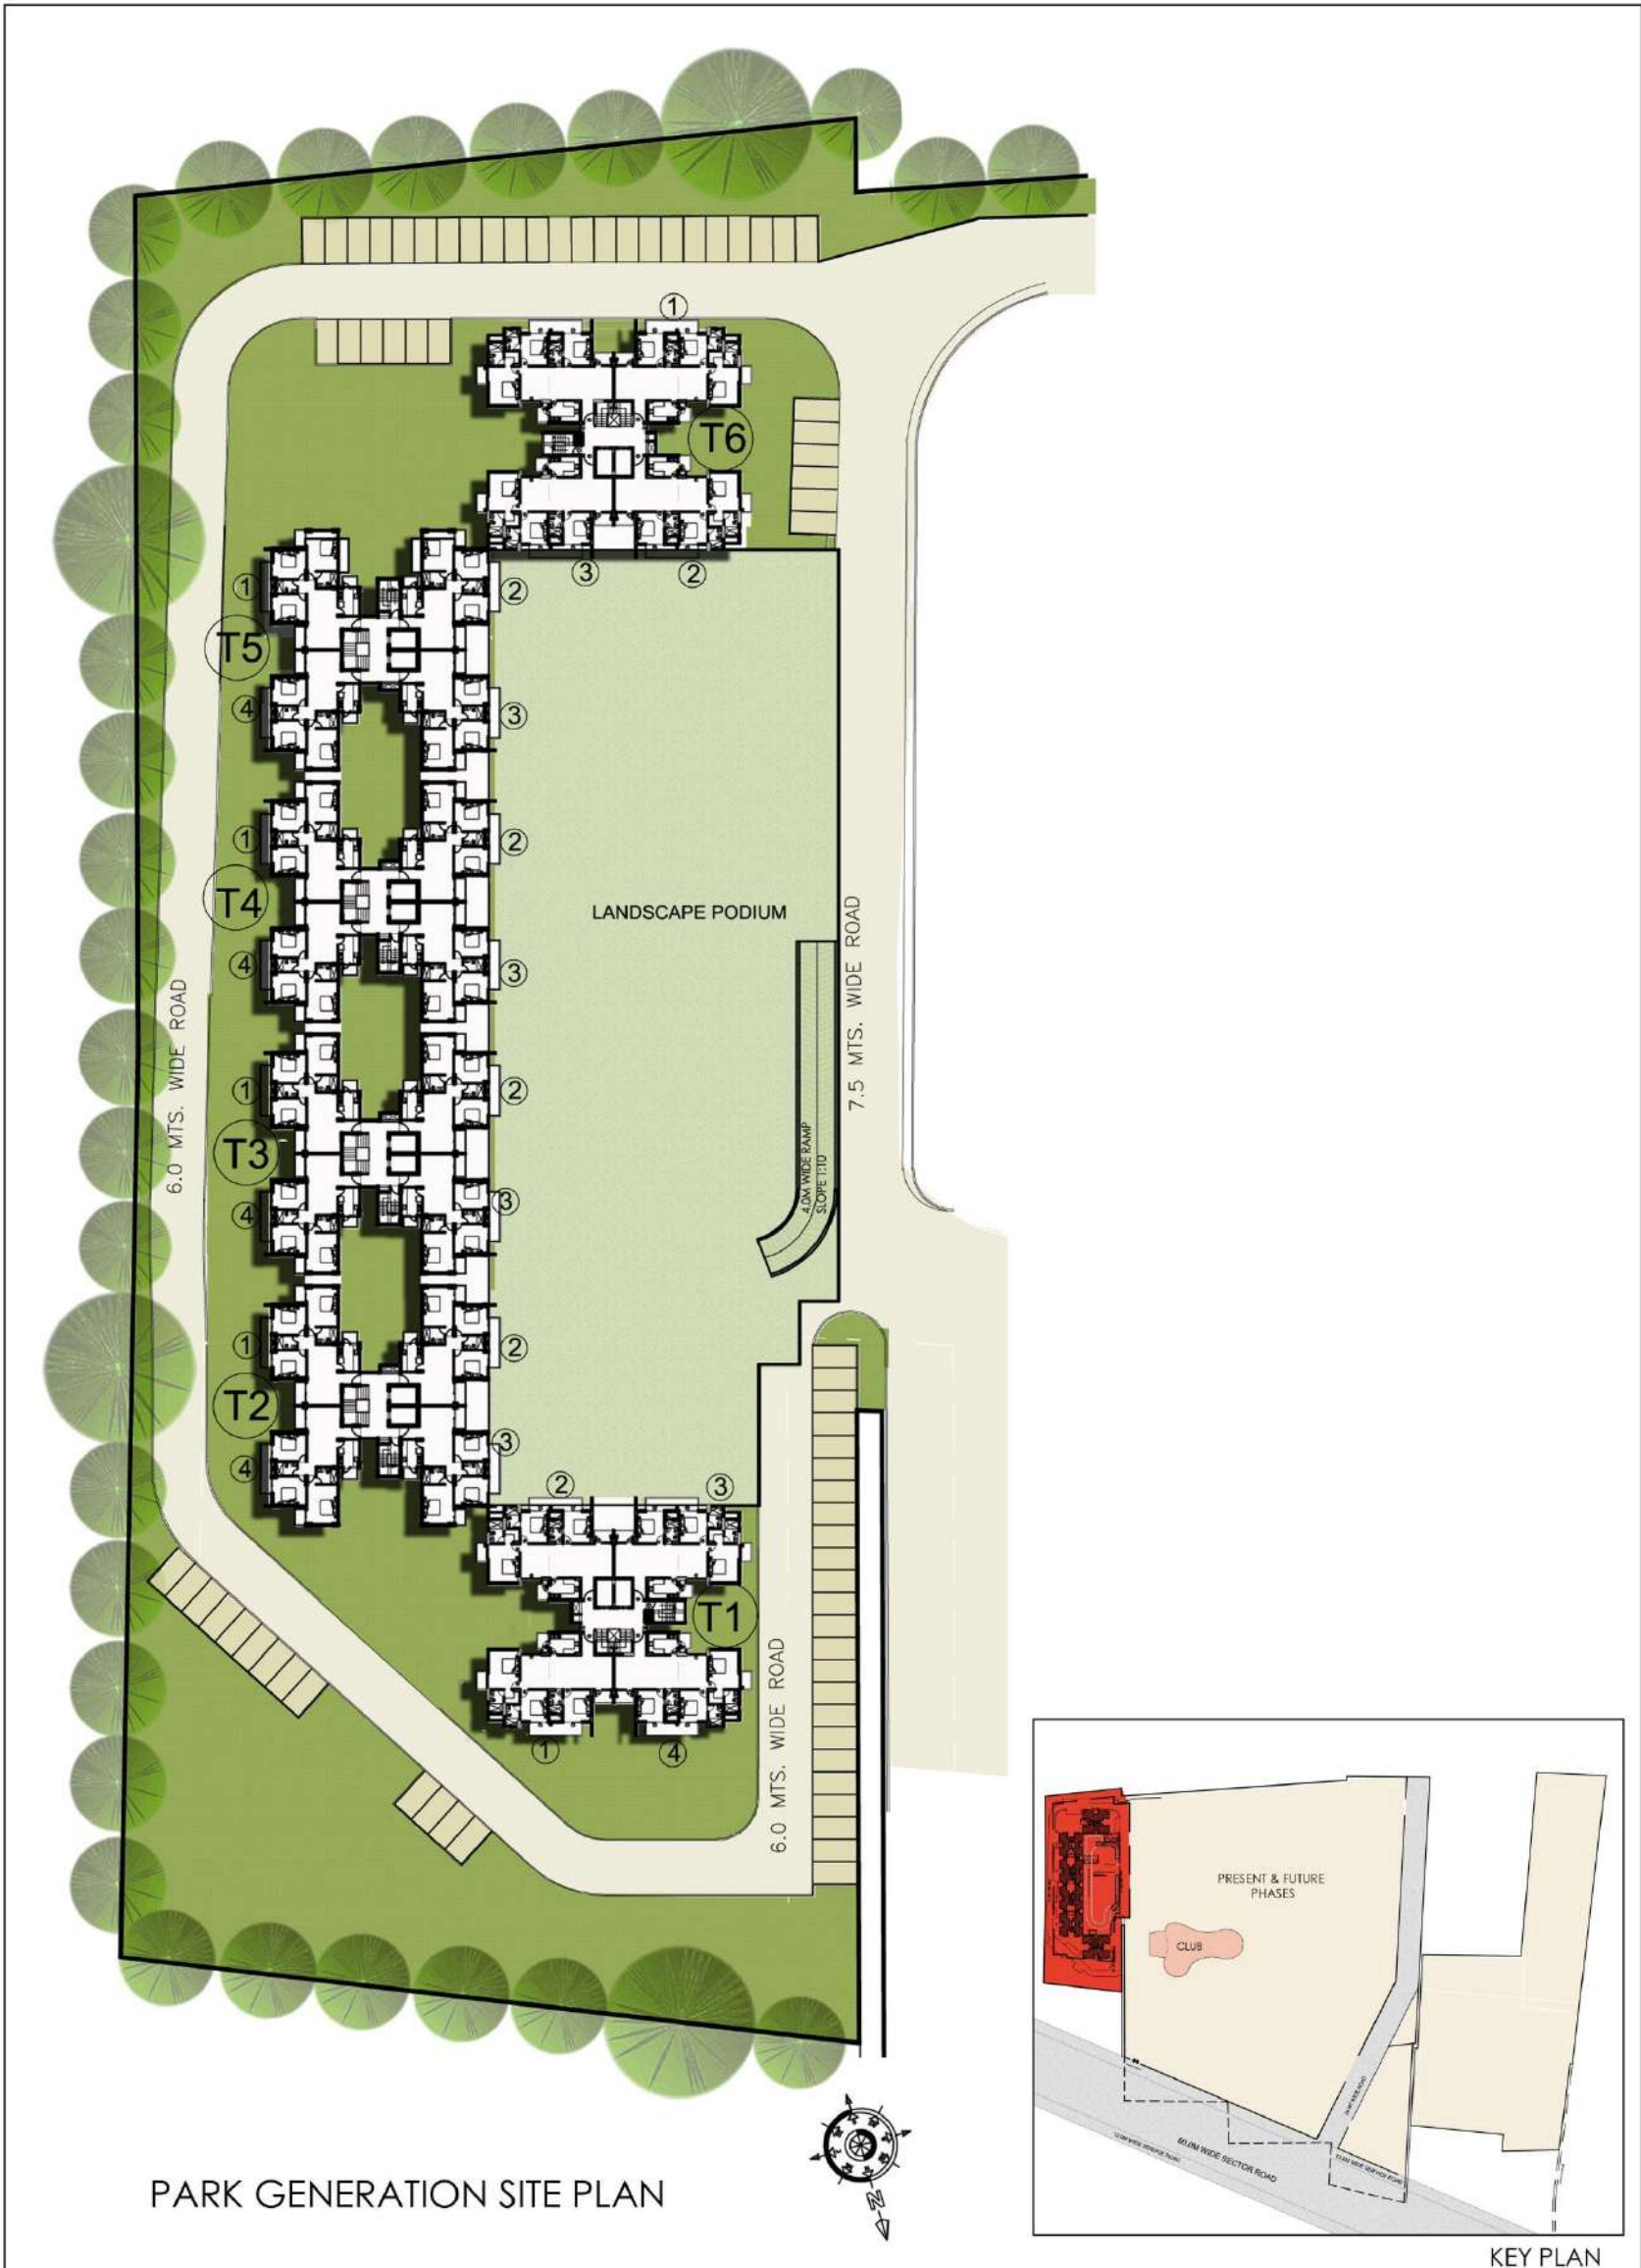 1
T6
3
2
1
2
T5
4
3
1
2
T4
LANDSCAPE PODIUM
4
3
6.0 MTS. WIDE ROAD
7.5 MTS. WIDE ROAD
1
2
T3
4.0M WIDE RAMP
SLOPE 1:10
4
3
1
2
T2
3
4
2
3
T1
1
4
6.0 MTS. WIDE ROAD
PRESENT & FUTURE
PHASES
CLUB
60.0M WIDE SECTOR ROAD
N
PARK GENERATION SITE PLAN
KEY PLAN